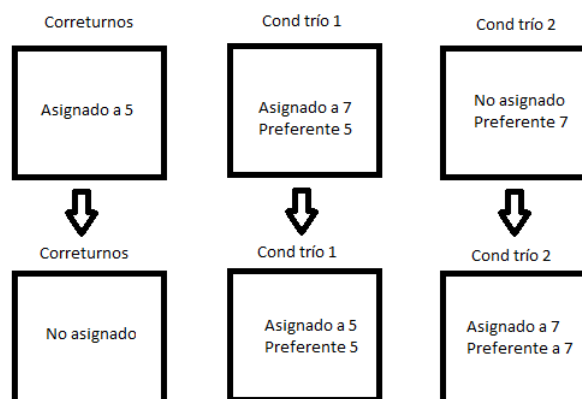 Correturnos
Cond trío 1
Cond trío 2
Asignado a 5
Asignado a 7
Preferente 5
No asignado
Preferente 7
Correturnos
Cond trío 1
Cond trío 2
No asignado
Asignado a 5
Preferente 5
Asignado a 7
Preferente a 7